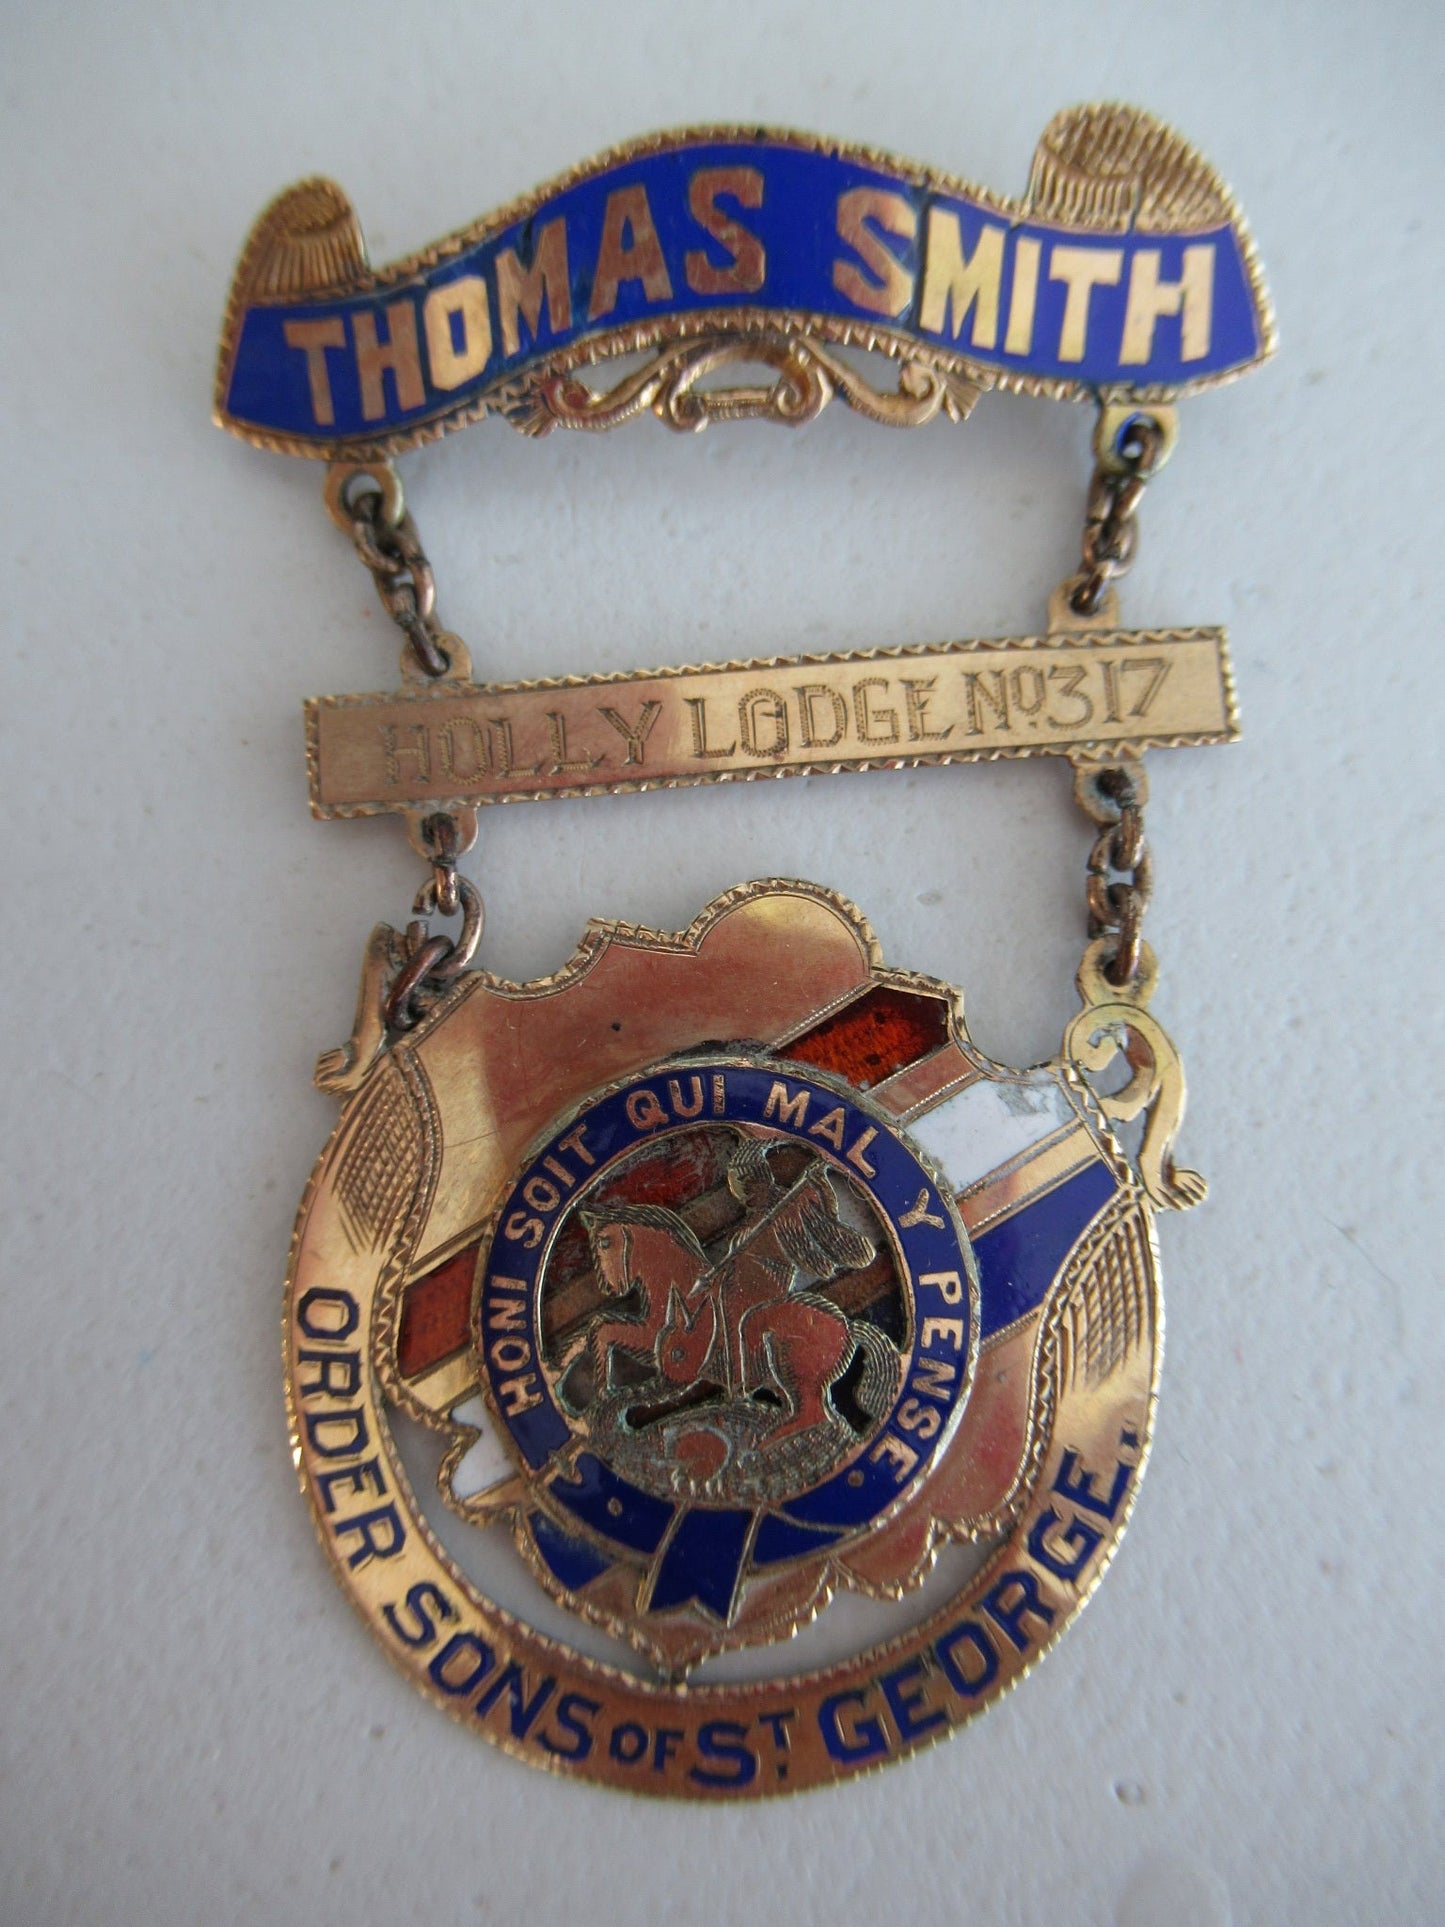 THOMAS SMITH
HOLLY LODGE No 317
HONI SOIT QUI MAL Y PENSE.
ORDER SONS OF ST. GEORGE.